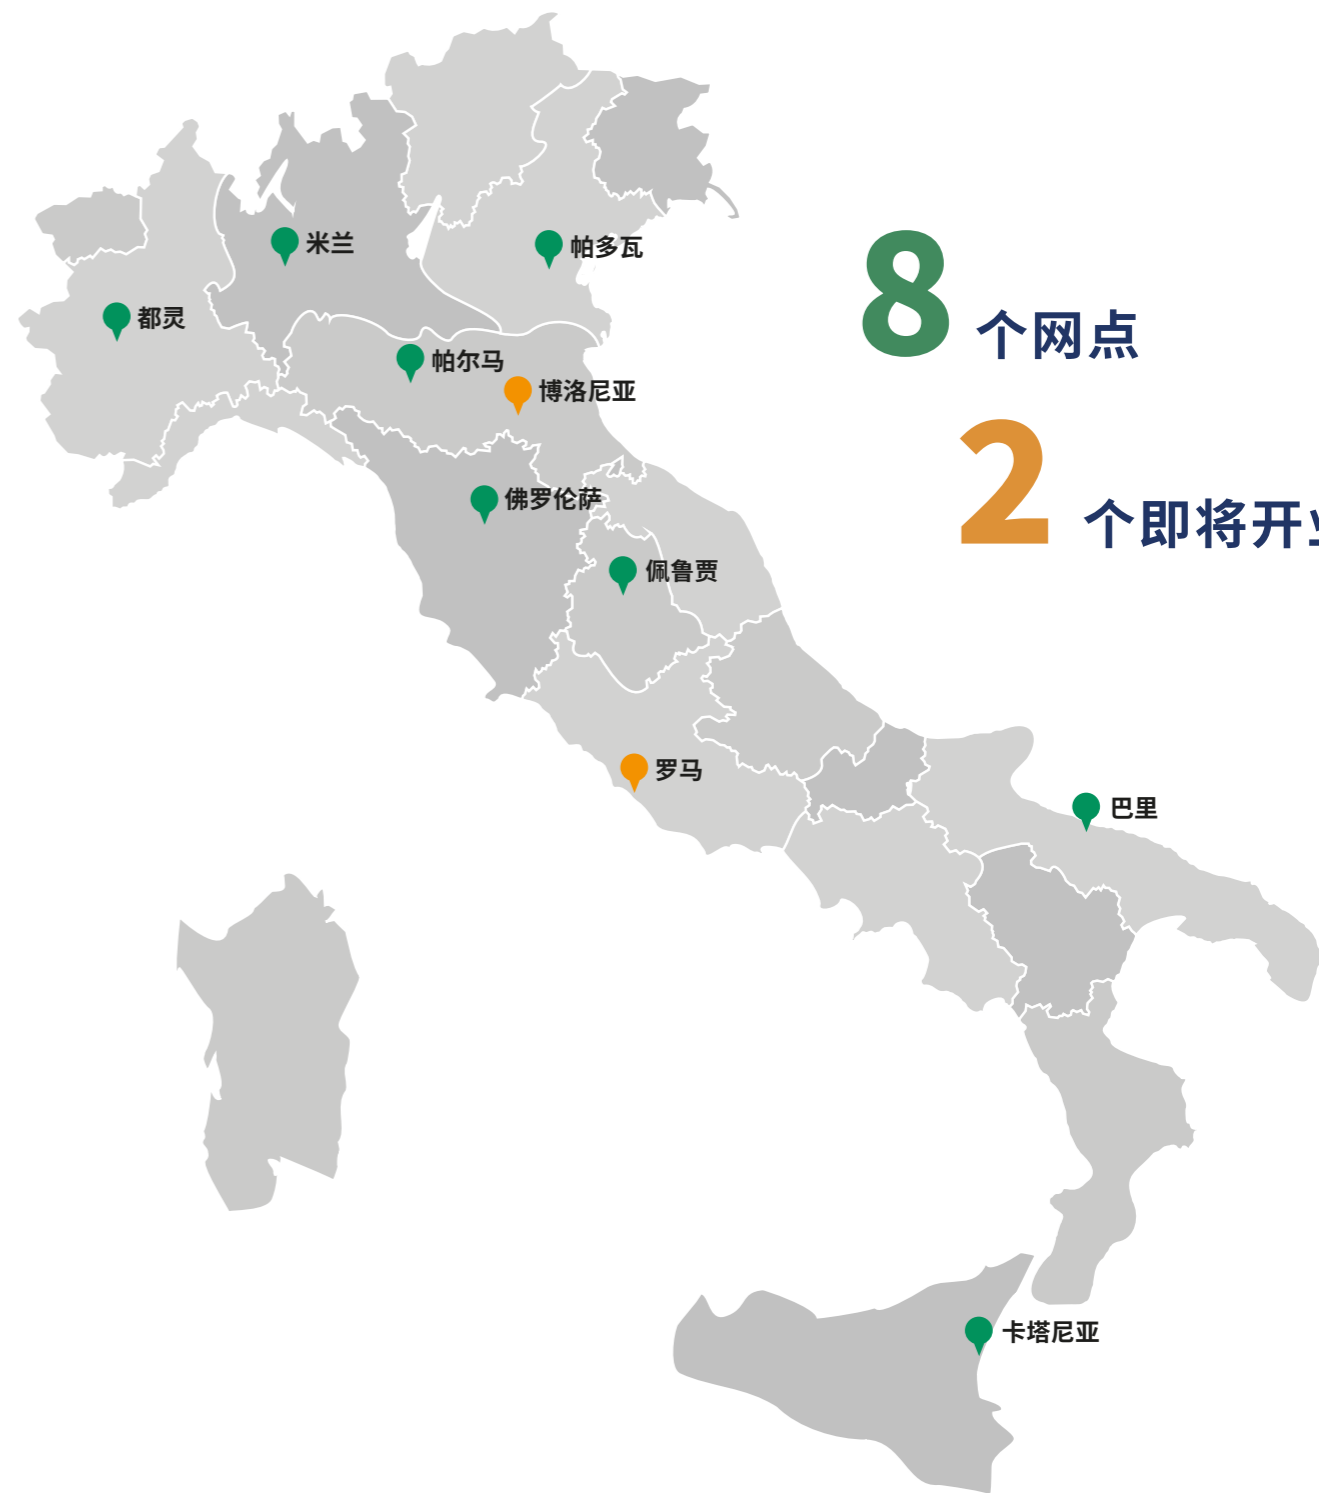 米兰
帕多瓦
都灵
帕尔马
博洛尼亚
佛罗伦萨
佩鲁贾
罗马
巴里
卡塔尼亚
8 个网点
2 个即将开业